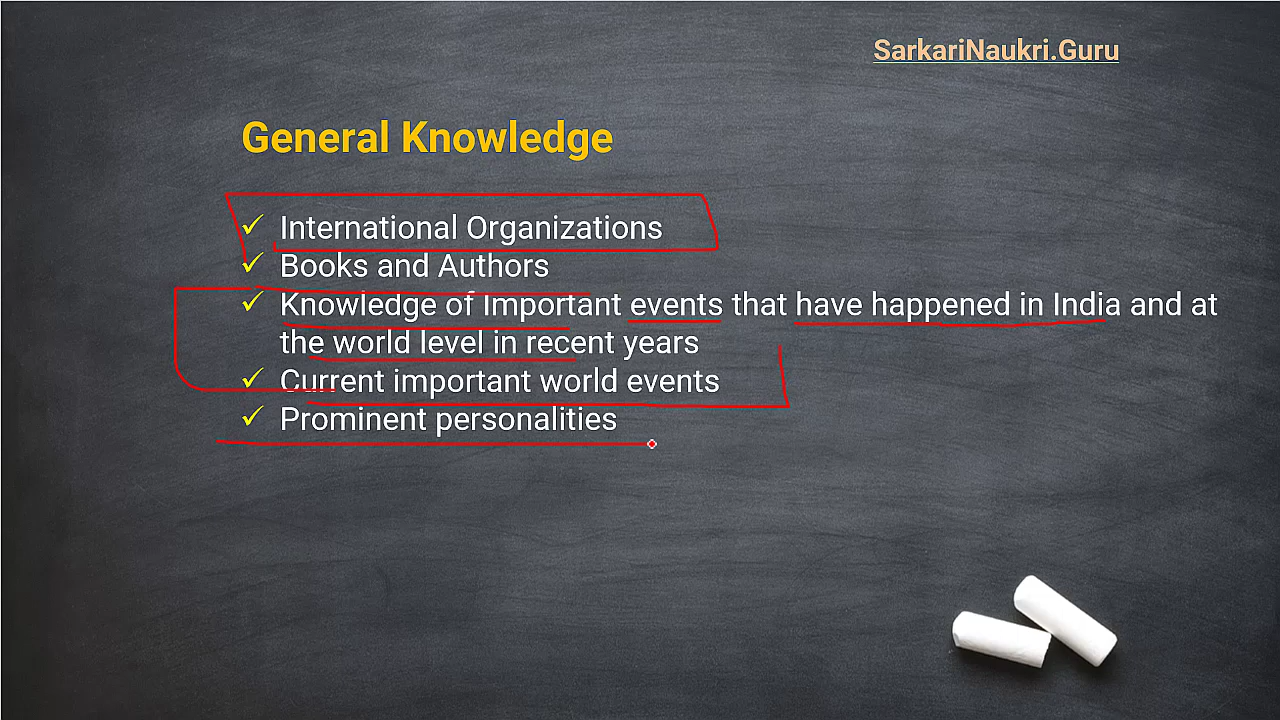 SarkariNaukri.Guru
General Knowledge
International Organizations
Books and Authors
Knowledge of Important events that have happened in India and at
the world level in recent years
Current important world events
Prominent personalities